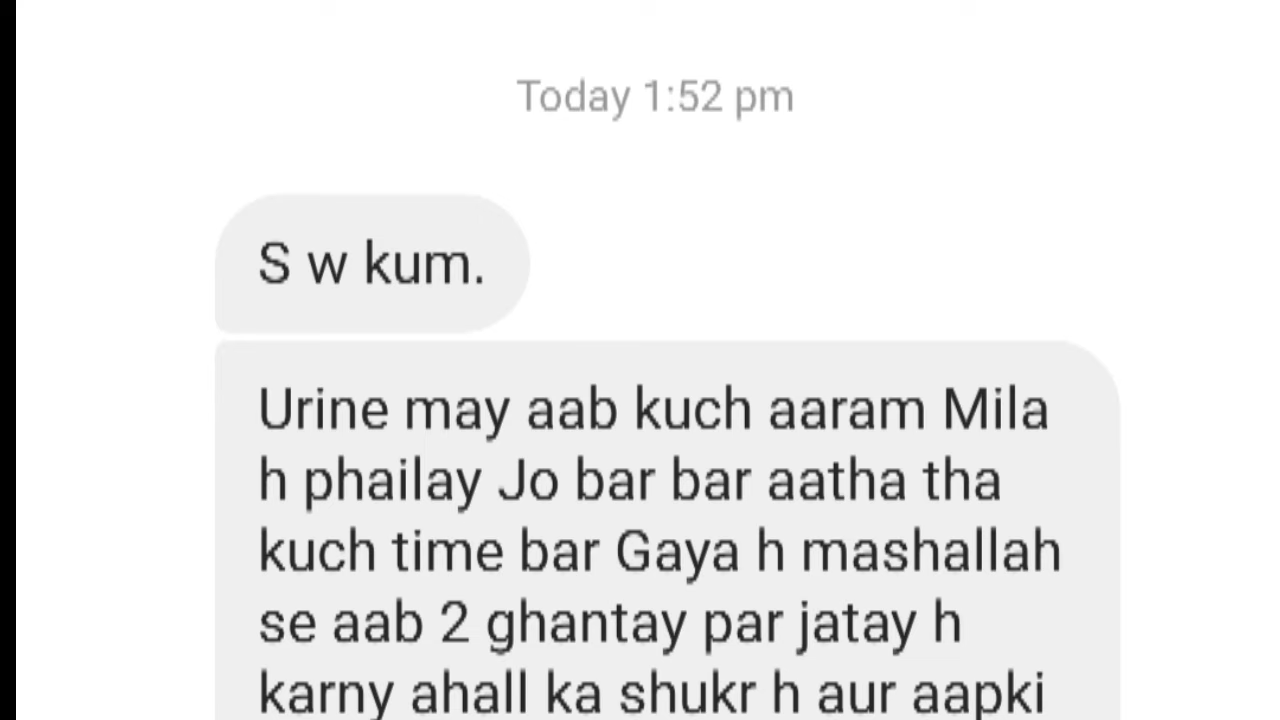 Today 1:52 pm
S w kum.
Urine may aab kuch aaram Mila
h phailay Jo bar bar aatha tha
kuch time bar Gaya h mashallah
se aab 2 ghantay par jatay h
karny ahall ka shukr h aur aapki